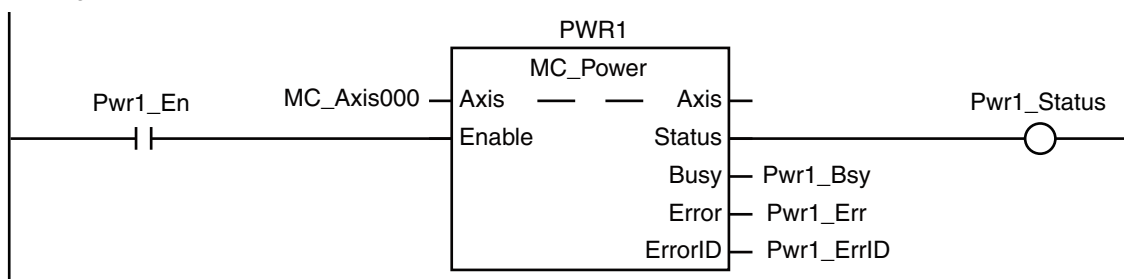 PWR1
MC_Power
Pwr1_En
MC_Axis000
Axis
Axis
Pwr1_Status
Enable
Status
Busy
Pwr1_Bsy
Error
Pwr1_Err
ErrorID
Pwr1_ErrID